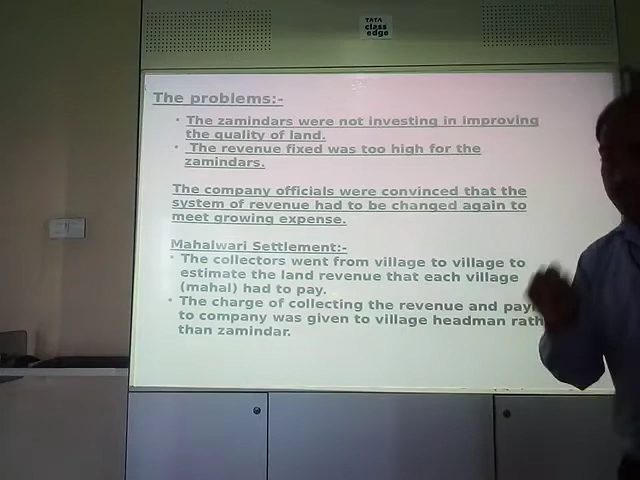 TATA
class
edge
The problems:-
• The zamindars were not investing in improving
the quality of land.
• The revenue fixed was too high for the
zamindars.
The company officials were convinced that the
system of revenue had to be changed again to
meet growing expense.
Mahalwari Settlement:-
• The collectors went from village to village to
estimate the land revenue that each village
(mahal) had to pay.
• The charge of collecting the revenue and
to company was given to village headman
than zamindar.